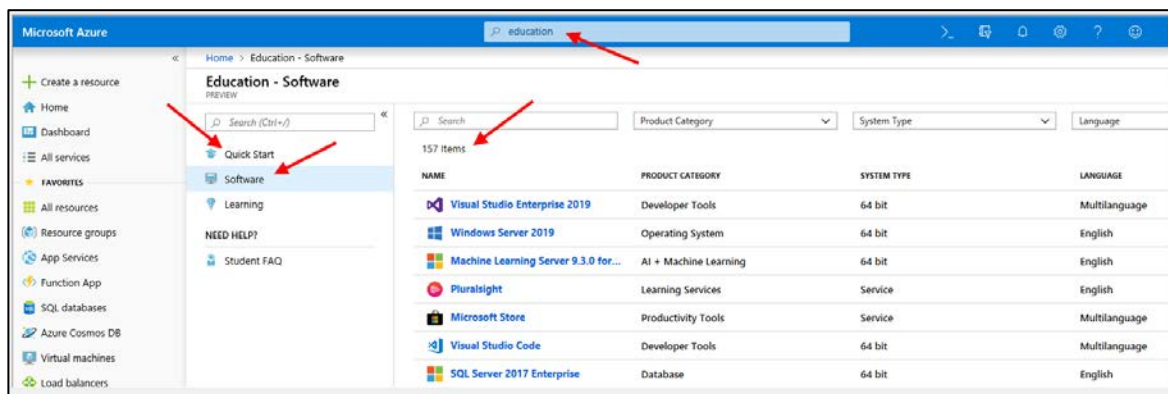 Microsoft Azure
education
Home > Education - Software
Create a resource
Home
Dashboard
All services
FAVORITES
All resources
Resource groups
App Services
Function App
SQL databases
Azure Cosmos DB
Virtual machines
Load balancers
Education - Software
PREVIEW
Search (Ctrl+/)
Quick Start
Software
Learning
NEED HELP?
Student FAQ
Search
Product Category
System Type
Language
157 Items
NAME PRODUCT CATEGORY SYSTEM TYPE LANGUAGE
Visual Studio Enterprise 2019 Developer Tools 64 bit Multilanguage
Windows Server 2019 Operating System 64 bit English
Machine Learning Server 9.3.0 for... AI + Machine Learning 64 bit English
Pluralsight Learning Services Service English
Microsoft Store Productivity Tools Service Multilanguage
Visual Studio Code Developer Tools 64 bit Multilanguage
SQL Server 2017 Enterprise Database 64 bit English